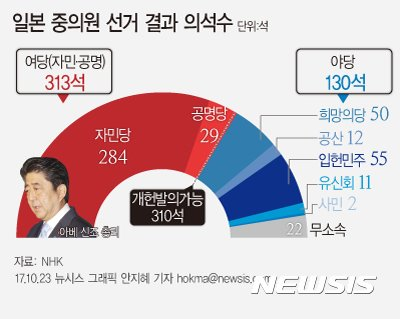 일본 중의원 선거 결과 의석수 단위:석
여당(자민·공명)
313석
야당
130석
자민당
284
공명당
29
희망의당 50
공산 12
입헌민주 55
유신회 11
사민 2
22 무소속
개헌발의가능
310석
아베 신조 총리
자료: NHK
17,10,23 뉴시스 그래픽 안지혜 기자 hokma@newsis.com
NEWSIS